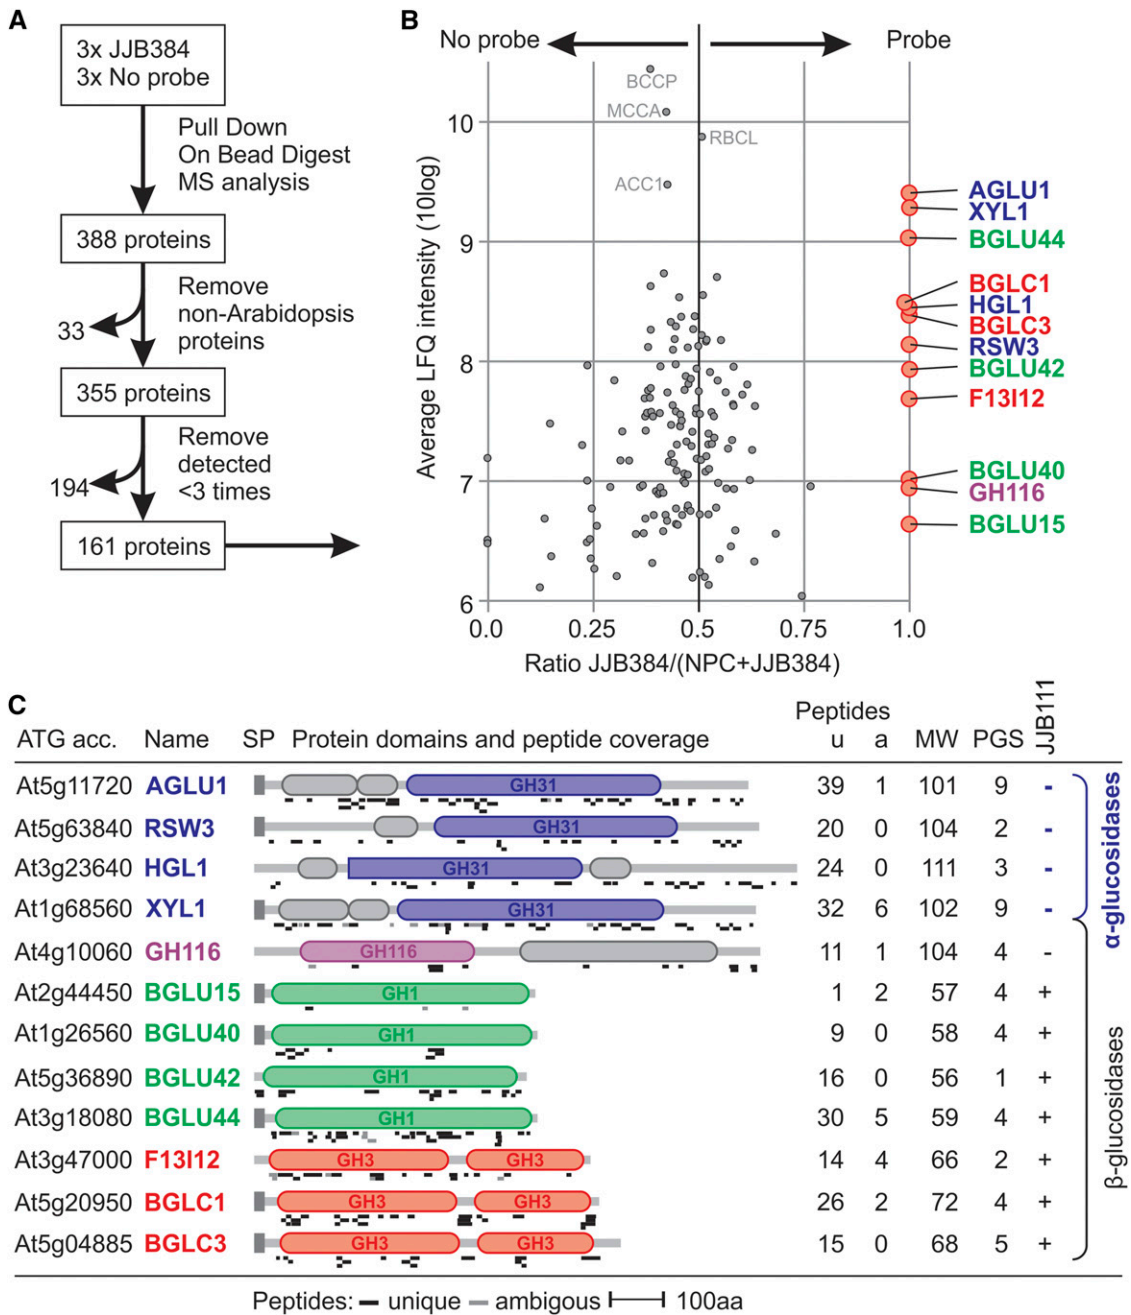 A
3x JJB384
3x No probe
Pull Down
On Bead Digest
MS analysis
388 proteins
Remove
non-Arabidopsis
proteins
33
355 proteins
Remove
detected
<3 times
194
161 proteins
B
No probe
Probe
Average LFQ intensity (10log)
10
9
8
7
6
BCCP
MCCA
RBCL
ACC1
AGLU1
XYL1
BGLU44
BGLC1
HGL1
BGLC3
RSW3
BGLU42
F13I12
BGLU40
GH116
BGLU15
0.0 0.25 0.5 0.75 1.0
Ratio JJB384/(NPC+JJB384)
C
Peptides
ATG acc. Name SP Protein domains and peptide coverage u a MW PGS JJB111
At5g11720 AGLU1 GH31 39 1 101 9 -
At5g63840 RSW3 GH31 20 0 104 2 -
At3g23640 HGL1 GH31 24 0 111 3 -
At1g68560 XYL1 GH31 32 6 102 9 -
At4g10060 GH116 GH116 11 1 104 4 -
At2g44450 BGLU15 GH1 1 2 57 4 +
At1g26560 BGLU40 GH1 9 0 58 4 +
At5g36890 BGLU42 GH1 16 0 56 1 +
At3g18080 BGLU44 GH1 30 5 59 4 +
At3g47000 F13I12 GH3 GH3 14 4 66 2 +
At5g20950 BGLC1 GH3 GH3 26 2 72 4 +
At5g04885 BGLC3 GH3 GH3 15 0 68 5 +
α-glucosidases
β-glucosidases
Peptides: unique ambigous 100aa